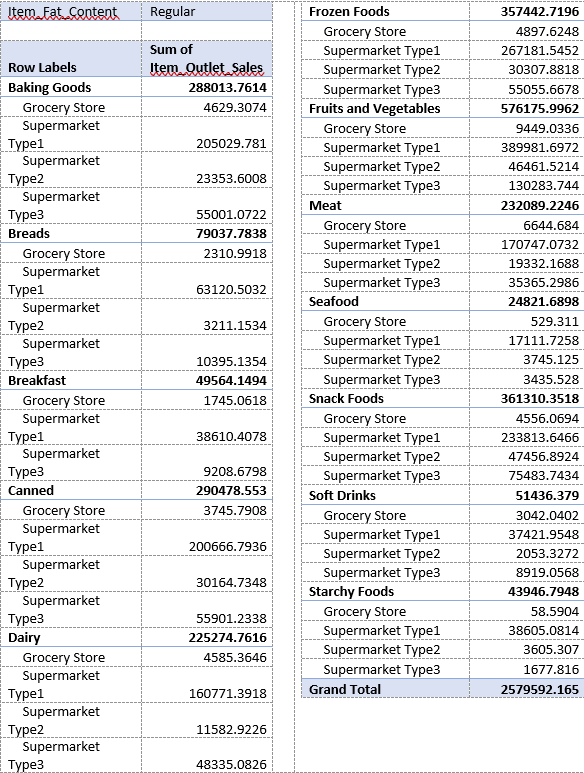 Item_Fat_Content Regular
Row Labels Sum of
Item_Outlet_Sales
Baking Goods 288013.7614
Grocery Store 4629.3074
Supermarket
Type1 205029.781
Supermarket
Type2 23353.6008
Supermarket
Type3 55001.0722
Breads 79037.7838
Grocery Store 2310.9918
Supermarket
Type1 63120.5032
Supermarket
Type2 3211.1534
Supermarket
Type3 10395.1354
Breakfast 49564.1494
Grocery Store 1745.0618
Supermarket
Type1 38610.4078
Supermarket
Type3 9208.6798
Canned 290478.553
Grocery Store 3745.7908
Supermarket
Type1 200666.7936
Supermarket
Type2 30164.7348
Supermarket
Type3 55901.2338
Dairy 225274.7616
Grocery Store 4585.3646
Supermarket
Type1 160771.3918
Supermarket
Type2 11582.9226
Supermarket
Type3 48335.0826
Frozen Foods 357442.7196
Grocery Store 4897.6248
Supermarket Type1 267181.5452
Supermarket Type2 30307.8818
Supermarket Type3 55055.6678
Fruits and Vegetables 576175.9962
Grocery Store 9449.0336
Supermarket Type1 389981.6972
Supermarket Type2 46461.5214
Supermarket Type3 130283.744
Meat 232089.2246
Grocery Store 6644.684
Supermarket Type1 170747.0732
Supermarket Type2 19332.1688
Supermarket Type3 35365.2986
Seafood 24821.6898
Grocery Store 529.311
Supermarket Type1 17111.7258
Supermarket Type2 3745.125
Supermarket Type3 3435.528
Snack Foods 361310.3518
Grocery Store 4556.0694
Supermarket Type1 233813.6466
Supermarket Type2 47456.8924
Supermarket Type3 75483.7434
Soft Drinks 51436.379
Grocery Store 3042.0402
Supermarket Type1 37421.9548
Supermarket Type2 2053.3272
Supermarket Type3 8919.0568
Starchy Foods 43946.7948
Grocery Store 58.5904
Supermarket Type1 38605.0814
Supermarket Type2 3605.307
Supermarket Type3 1677.816
Grand Total 2579592.165